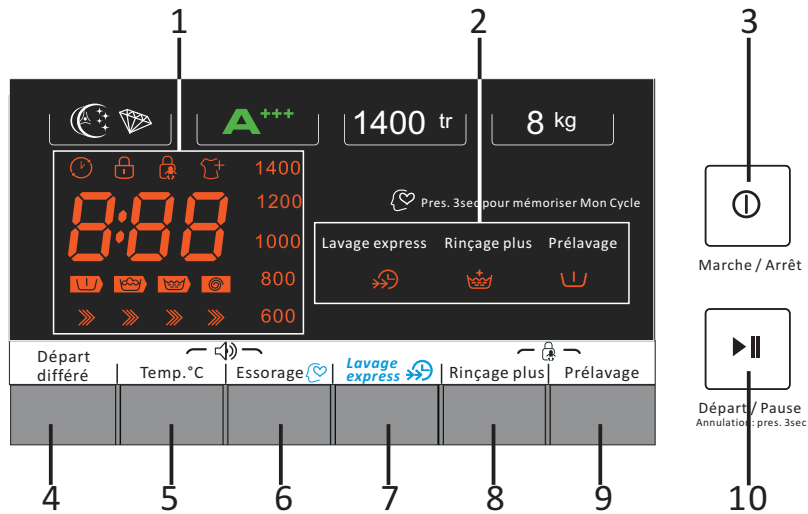 1 2 3
A+++ 1400 tr 8 kg
1400
1200
Pres. 3sec pour mémoriser Mon Cycle
8:88 1000
Lavage express Rinçage plus Prélavage
800
600
Marche / Arrêt
Départ différé
Temp.°C
Essorage
Lavage express
Rinçage plus
Prélavage
Départ / Pause
Annulation: pres. 3sec
4 5 6 7 8 9 10